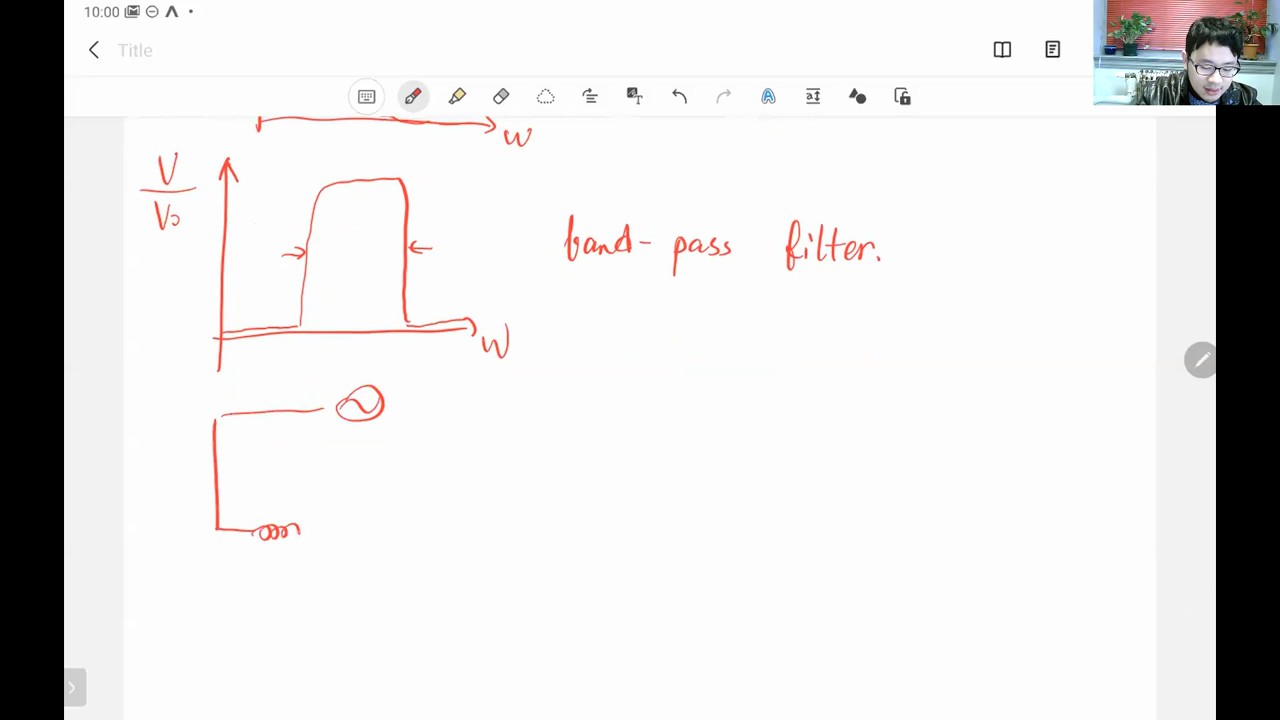 10:00
Title
W
V
V₀
band-pass filter.
W